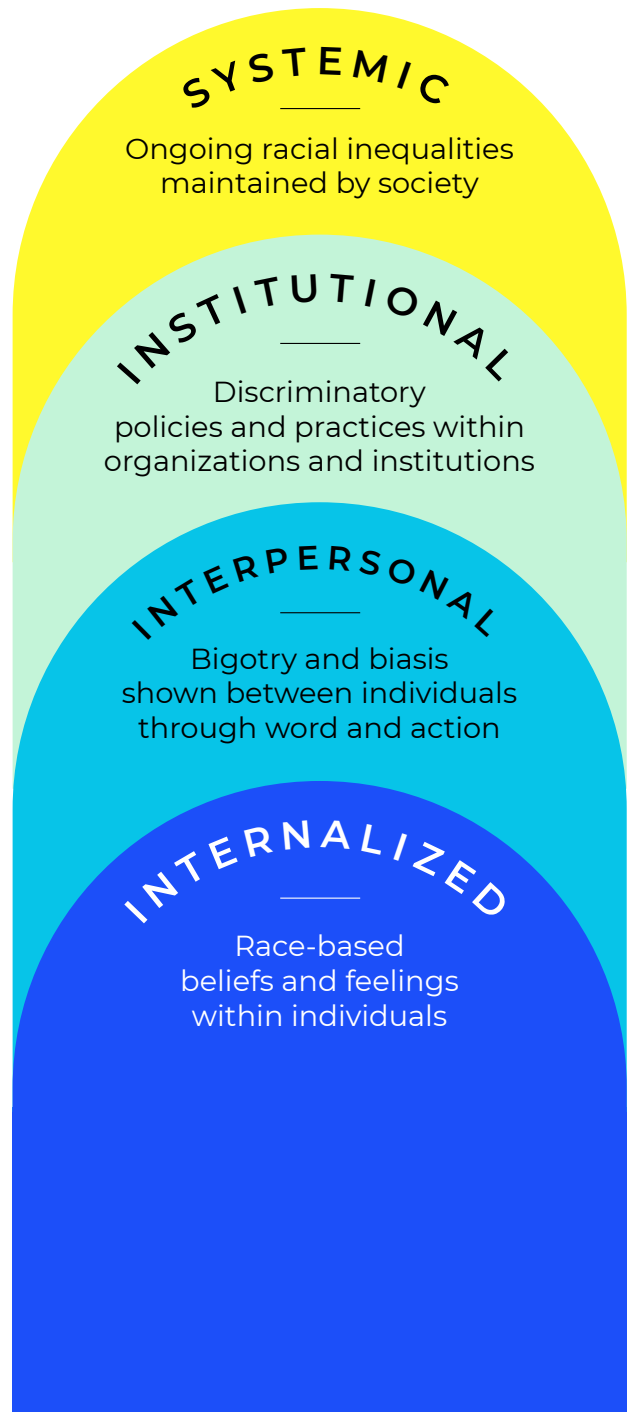 SYSTEMIC
Ongoing racial inequalities
maintained by society
INSTITUTIONAL
Discriminatory
policies and practices within
organizations and institutions
INTERPERSONAL
Bigotry and biasis
shown between individuals
through word and action
INTERNALIZED
Race-based
beliefs and feelings
within individuals